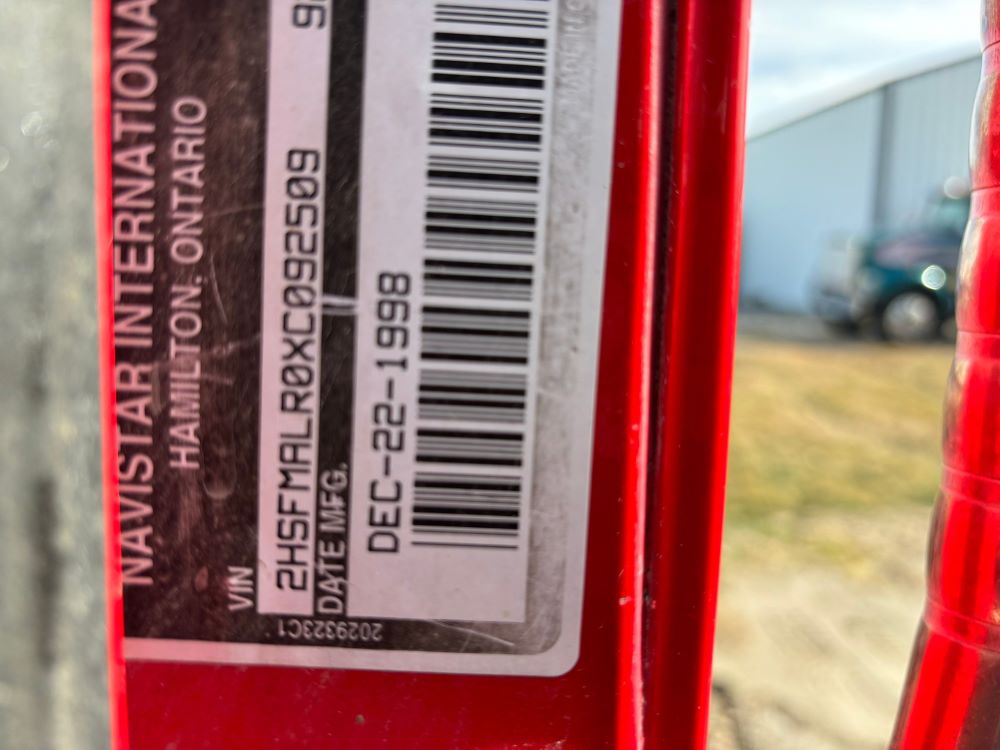 NAVISTAR INTERNATIONA
HAMILTON. ONTARIO
VIN
2HSFMALR0XC092509
DATE MFG.
DEC-22-1998
2029323C1